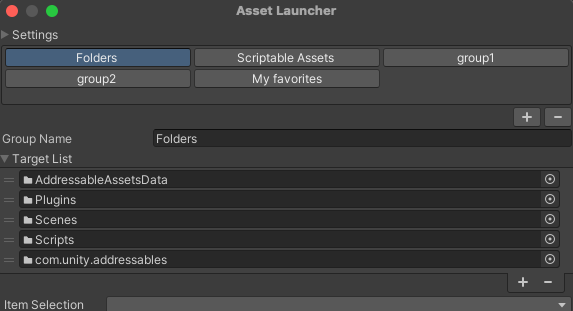 Asset Launcher
Settings
Folders Scriptable Assets group1
group2 My favorites
+ −
Group Name Folders
Target List
AddressableAssetsData
Plugins
Scenes
Scripts
com.unity.addressables
+ −
Item Selection